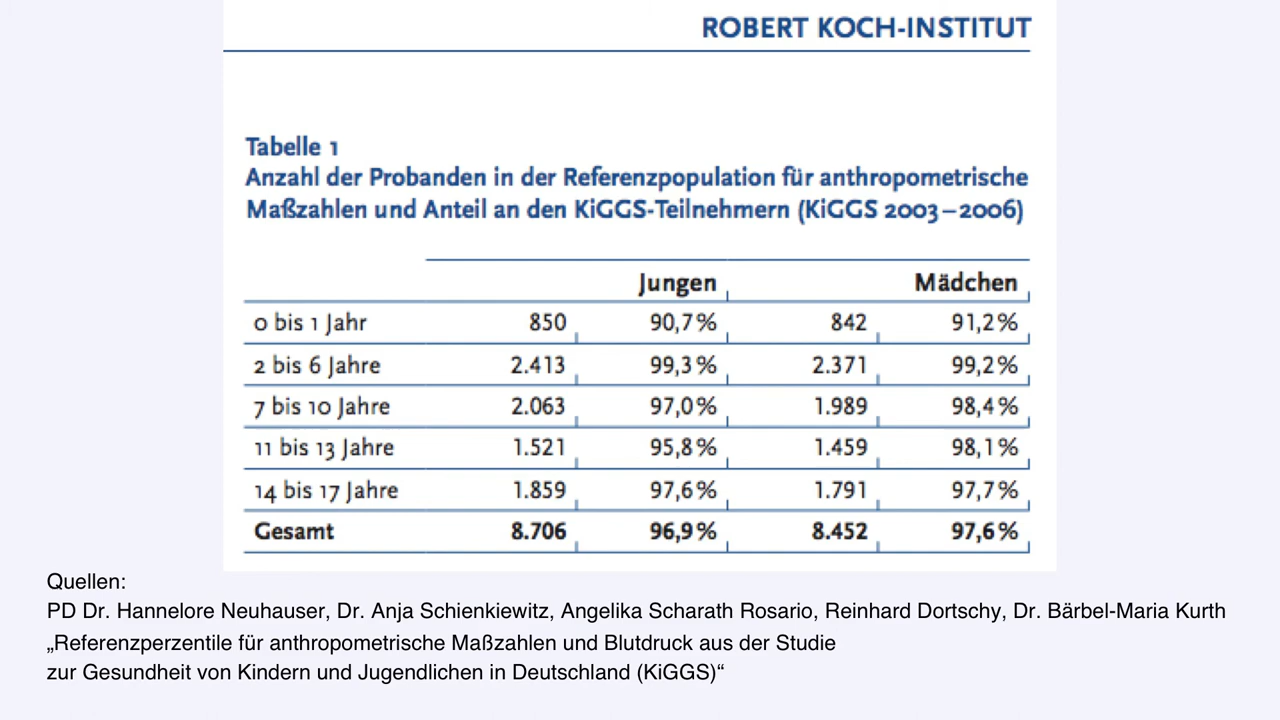 ROBERT KOCH-INSTITUT
Tabelle 1
Anzahl der Probanden in der Referenzpopulation für anthropometrische
Maßzahlen und Anteil an den KiGGS-Teilnehmern (KiGGS 2003–2006)
Jungen Mädchen
0 bis 1 Jahr 850 90,7% 842 91,2%
2 bis 6 Jahre 2.413 99,3% 2.371 99,2%
7 bis 10 Jahre 2.063 97,0% 1.989 98,4%
11 bis 13 Jahre 1.521 95,8% 1.459 98,1%
14 bis 17 Jahre 1.859 97,6% 1.791 97,7%
Gesamt 8.706 96,9% 8.452 97,6%
Quellen:
PD Dr. Hannelore Neuhauser, Dr. Anja Schienkiewitz, Angelika Scharath Rosario, Reinhard Dortschy, Dr. Bärbel-Maria Kurth
„Referenzperzentile für anthropometrische Maßzahlen und Blutdruck aus der Studie
zur Gesundheit von Kindern und Jugendlichen in Deutschland (KiGGS)“